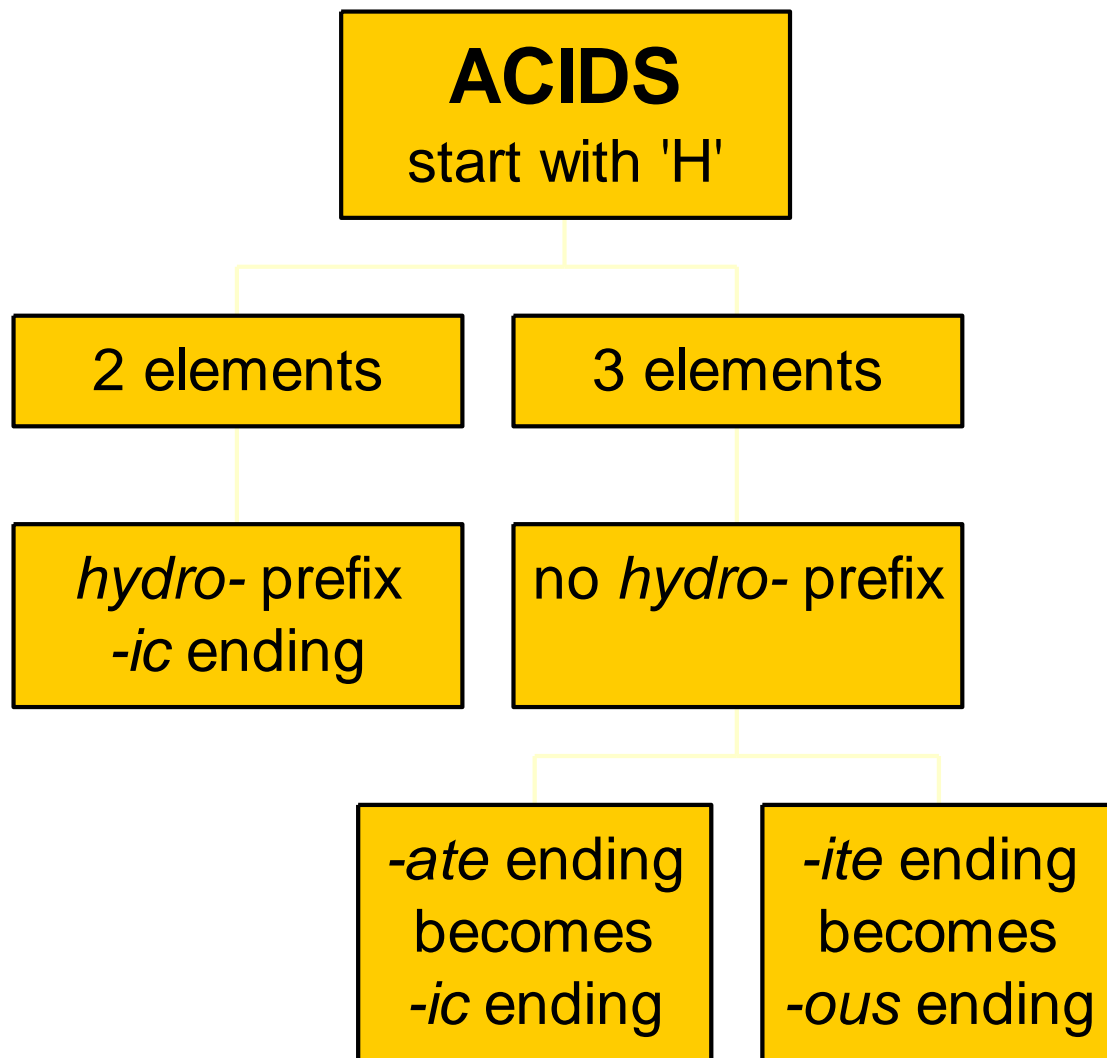 ACIDS
start with 'H'
2 elements
3 elements
hydro- prefix
-ic ending
no hydro- prefix
-ate ending
becomes
-ic ending
-ite ending
becomes
-ous ending